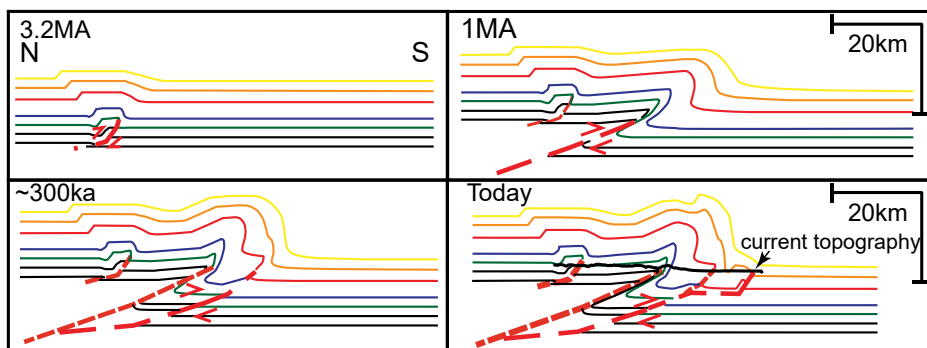 3.2MA
N S
1MA
20km
~300ka
Today
20km
current topography